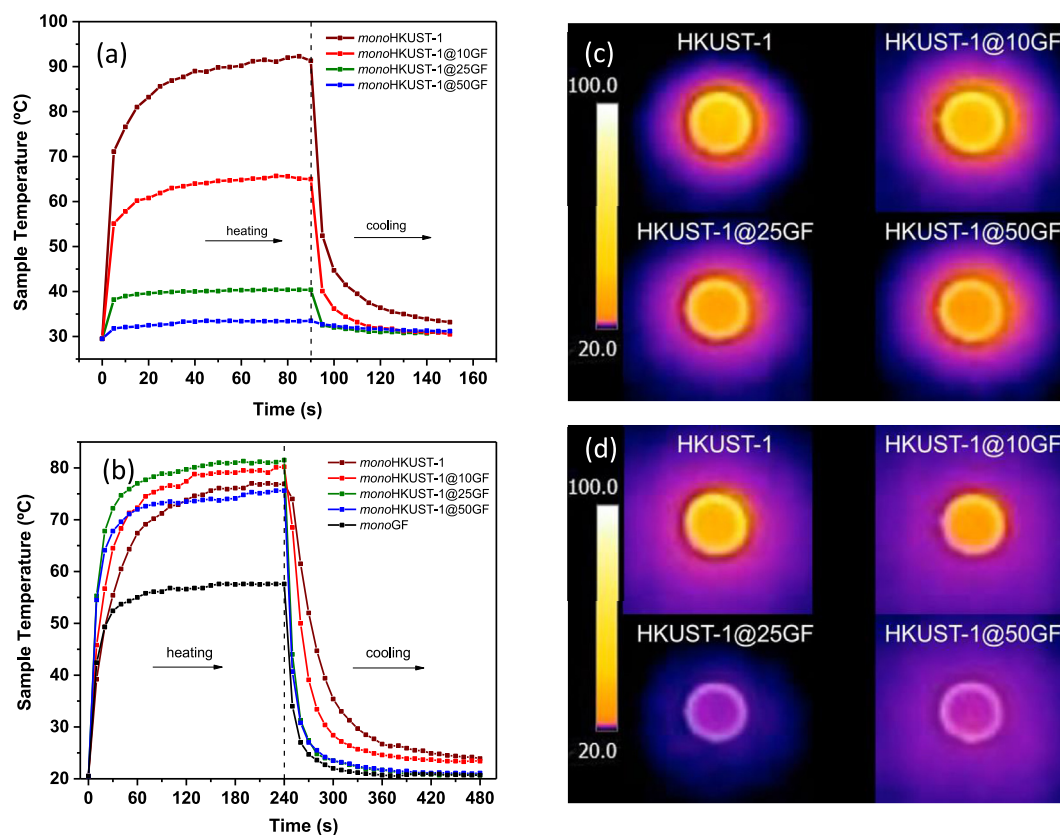 (a)
monoHKUST-1
monoHKUST-1@10GF
monoHKUST-1@25GF
monoHKUST-1@50GF
heating
cooling
100
90
80
70
60
50
40
30
Sample Temperature (ºC)
0 20 40 60 80 100 120 140 160
Time (s)
(b)
monoHKUST-1
monoHKUST-1@10GF
monoHKUST-1@25GF
monoHKUST-1@50GF
monoGF
heating
cooling
80
70
60
50
40
30
20
Sample Temperature (ºC)
0 60 120 180 240 300 360 420 480
Time (s)
(c)
HKUST-1
HKUST-1@10GF
100.0
HKUST-1@25GF
HKUST-1@50GF
20.0
(d)
HKUST-1
HKUST-1@10GF
100.0
HKUST-1@25GF
HKUST-1@50GF
20.0